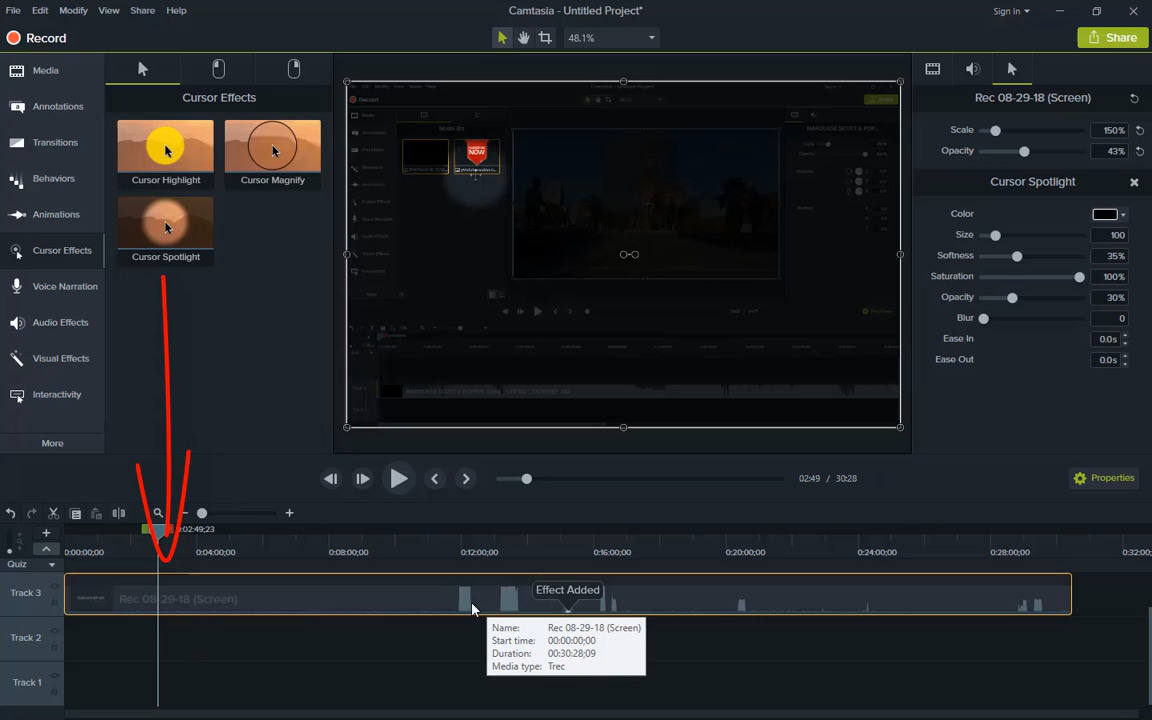 File Edit Modify View Share Help
Camtasia - Untitled Project*
Sign In
Record
48.1%
Share
Media
Annotations
Transitions
Behaviors
Animations
Cursor Effects
Voice Narration
Audio Effects
Visual Effects
Interactivity
More
Cursor Effects
Cursor Highlight
Cursor Magnify
Cursor Spotlight
NOW
Rec 08-29-18 (Screen)
Scale 150%
Opacity 43%
Cursor Spotlight
Color
Size 100
Softness 35%
Saturation 100%
Opacity 30%
Blur 0
Ease In 0.0s
Ease Out 0.0s
02:49 / 30:28
Properties
0:02:49;23
0:00:00;00 0:04:00;00 0:08:00;00 0:12:00;00 0:16:00;00 0:20:00;00 0:24:00;00 0:28:00;00 0:32:00;
Quiz
Track 3
Rec 08-29-18 (Screen)
Effect Added
Name: Rec 08-29-18 (Screen)
Start time: 00:00:00;00
Duration: 00:30:28;09
Media type: Trec
Track 2
Track 1